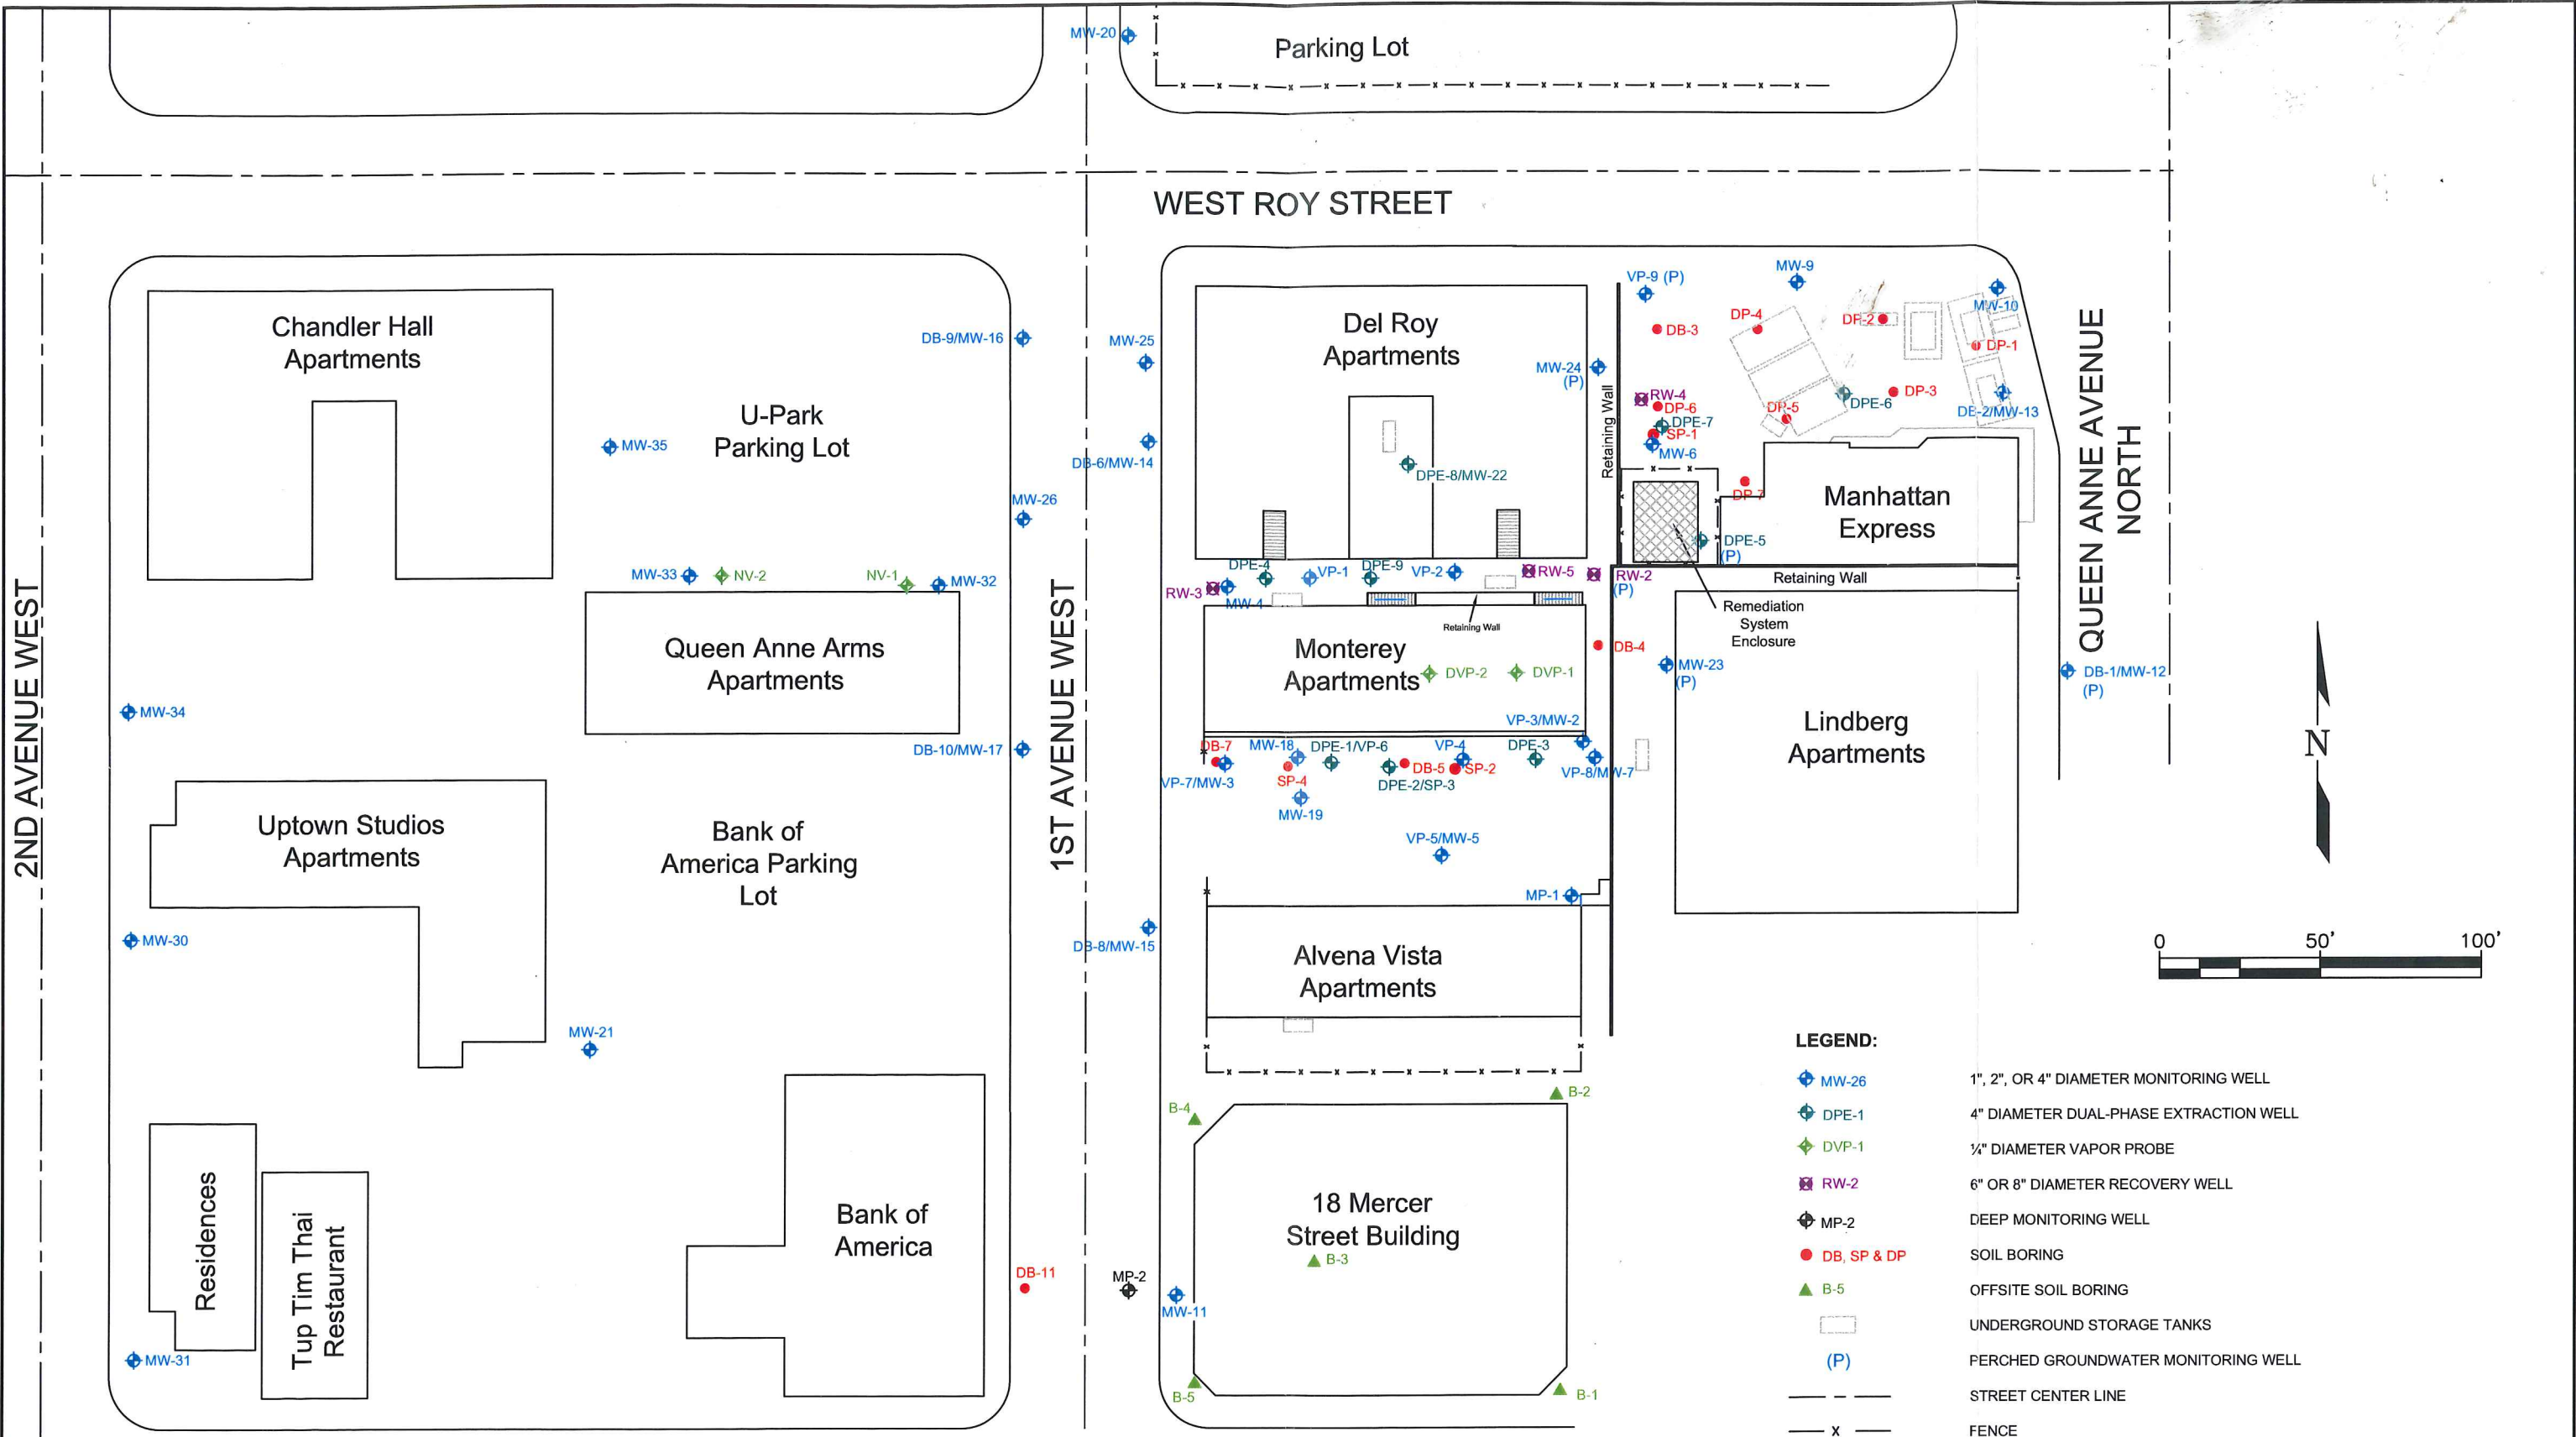 MW-20
Parking Lot
WEST ROY STREET
Chandler Hall
Apartments
U-Park
Parking Lot
DB-9/MW-16
MW-35
MW-26
MW-33
NV-2
NV-1
MW-32
Queen Anne Arms
Apartments
2ND AVENUE WEST
MW-34
DB-10/MW-17
Uptown Studios
Apartments
Bank of
America Parking
Lot
MW-30
MW-21
Residences
Tup Tim Thai
Restaurant
Bank of
America
MW-31
DB-11
1ST AVENUE WEST
MW-25
DB-6/MW-14
Del Roy
Apartments
MW-24
(P)
DPE-8/MW-22
Retaining Wall
VP-9 (P)
MW-9
MW-10
DB-3
DP-4
DP-2
DP-1
RW-4
DP-6
DPE-7
SP-1
MW-6
DP-5
DPE-6
DP-3
DB-2/MW-13
DP-7
Manhattan
Express
DPE-5
(P)
QUEEN ANNE AVENUE
NORTH
DPE-4
VP-1
DPE-9
VP-2
RW-5
RW-2
(P)
RW-3
MW-4
Retaining Wall
Retaining Wall
Remediation
System
Enclosure
Monterey
Apartments
DVP-2
DVP-1
DB-4
MW-23
(P)
DB-1/MW-12
(P)
VP-3/MW-2
Lindberg
Apartments
N
DB-7
MW-18
DPE-1/VP-6
VP-4
DPE-3
VP-7/MW-3
SP-4
DB-5
SP-2
VP-8/MW-7
DPE-2/SP-3
MW-19
VP-5/MW-5
MP-1
DB-8/MW-15
Alvena Vista
Apartments
0 50' 100'
B-4
B-2
18 Mercer
Street Building
B-3
MP-2
MW-11
B-5
B-1
LEGEND:
MW-26 1", 2", OR 4" DIAMETER MONITORING WELL
DPE-1 4" DIAMETER DUAL-PHASE EXTRACTION WELL
DVP-1 ¼" DIAMETER VAPOR PROBE
RW-2 6" OR 8" DIAMETER RECOVERY WELL
MP-2 DEEP MONITORING WELL
DB, SP & DP SOIL BORING
B-5 OFFSITE SOIL BORING
UNDERGROUND STORAGE TANKS
(P) PERCHED GROUNDWATER MONITORING WELL
STREET CENTER LINE
x FENCE